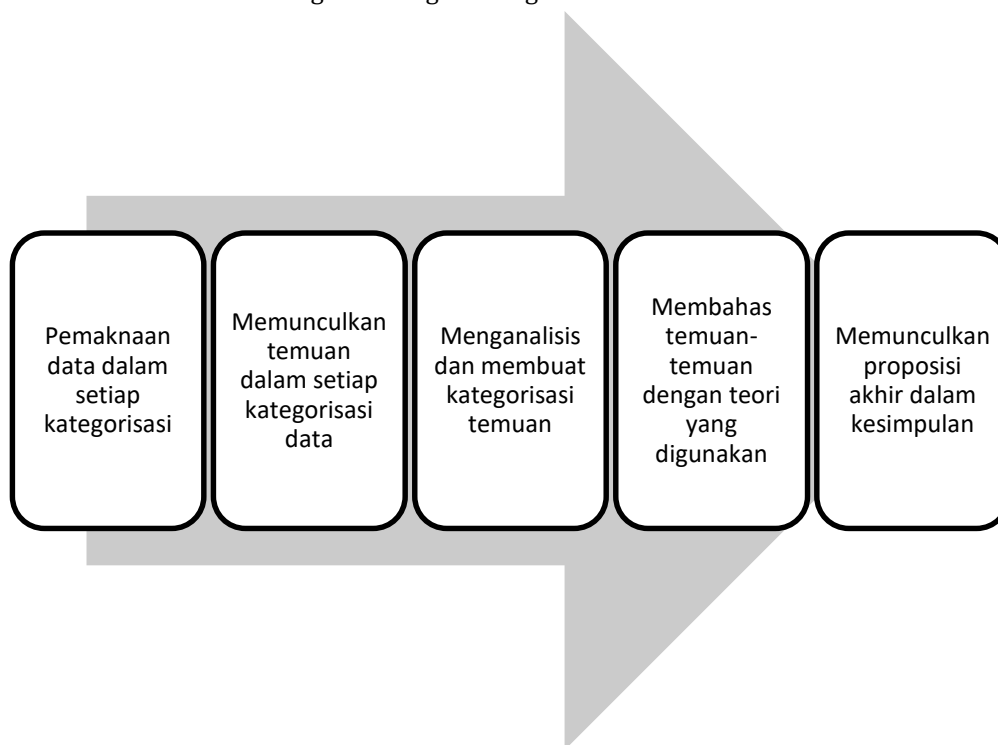 Pemaknaan
data dalam
setiap
kategorisasi
Memunculkan
temuan
dalam setiap
kategorisasi
data
Menganalisis
dan membuat
kategorisasi
temuan
Membahas
temuan-
temuan
dengan teori
yang
digunakan
Memunculkan
proposisi
akhir dalam
kesimpulan